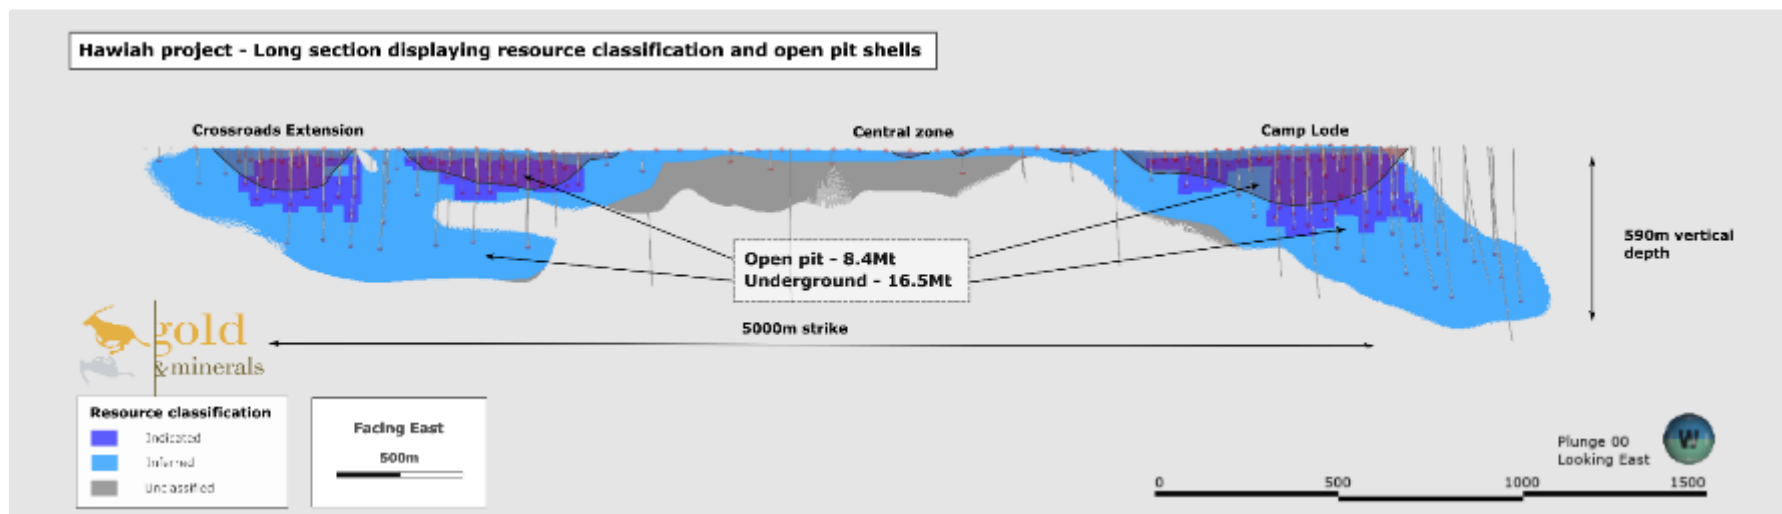 Hawiah project - Long section displaying resource classification and open pit shells
Crossroads Extension
Central zone
Camp Lode
590m vertical
depth
Open pit - 8.4Mt
Underground - 16.5Mt
5000m strike
gold
& minerals
Resource classification
Indicated
Inferred
Unclassified
Facing East
500m
Plunge 00
Looking East
W
0 500 1000 1500